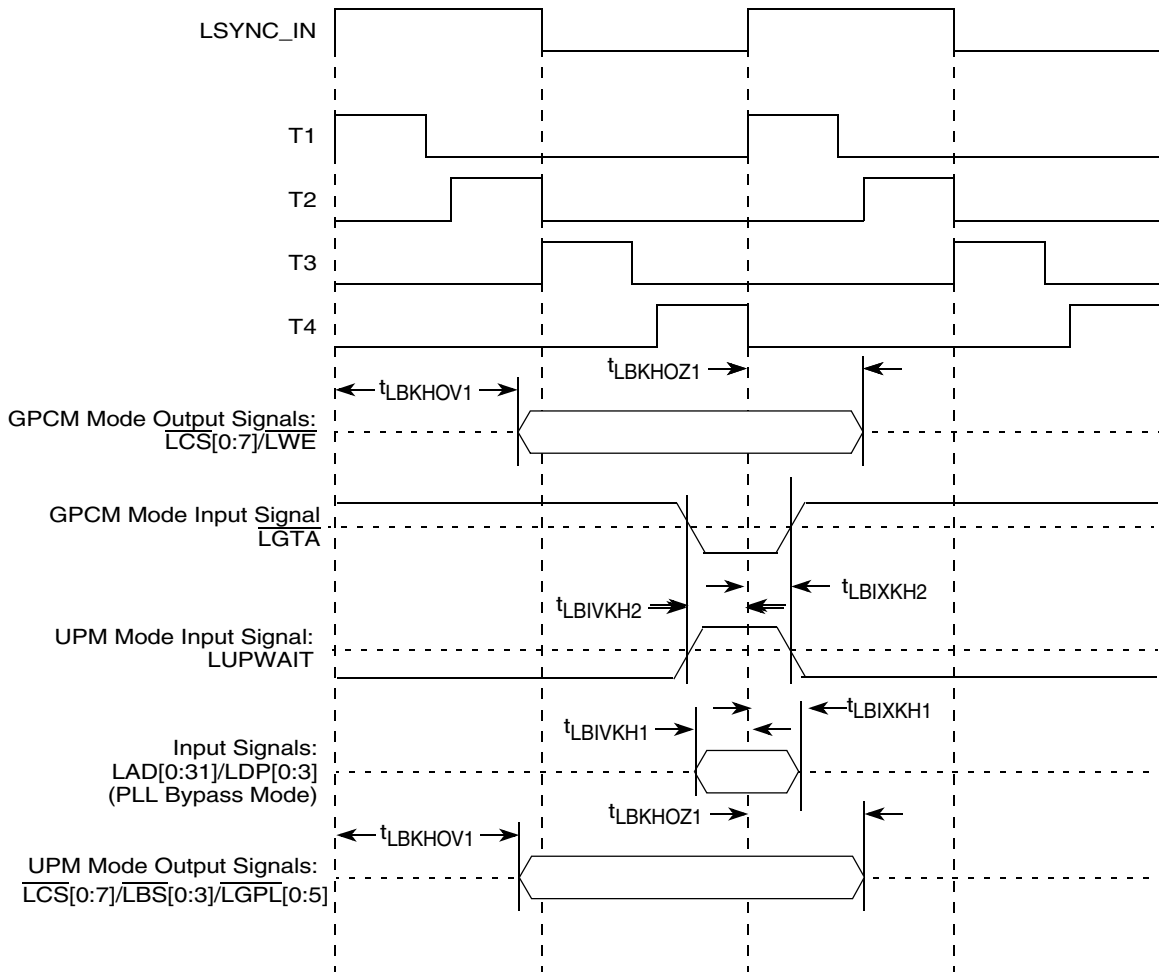 LSYNC_IN
T1
T2
T3
T4
tLBKHOZ1
tLBKHOV1
GPCM Mode Output Signals:
LCS[0:7]/LWE
GPCM Mode Input Signal
LGTA
tLBIXKH2
tLBIVKH2
UPM Mode Input Signal:
LUPWAIT
tLBIXKH1
tLBIVKH1
Input Signals:
LAD[0:31]/LDP[0:3]
(PLL Bypass Mode)
tLBKHOZ1
tLBKHOV1
UPM Mode Output Signals:
LCS[0:7]/LBS[0:3]/LGPL[0:5]